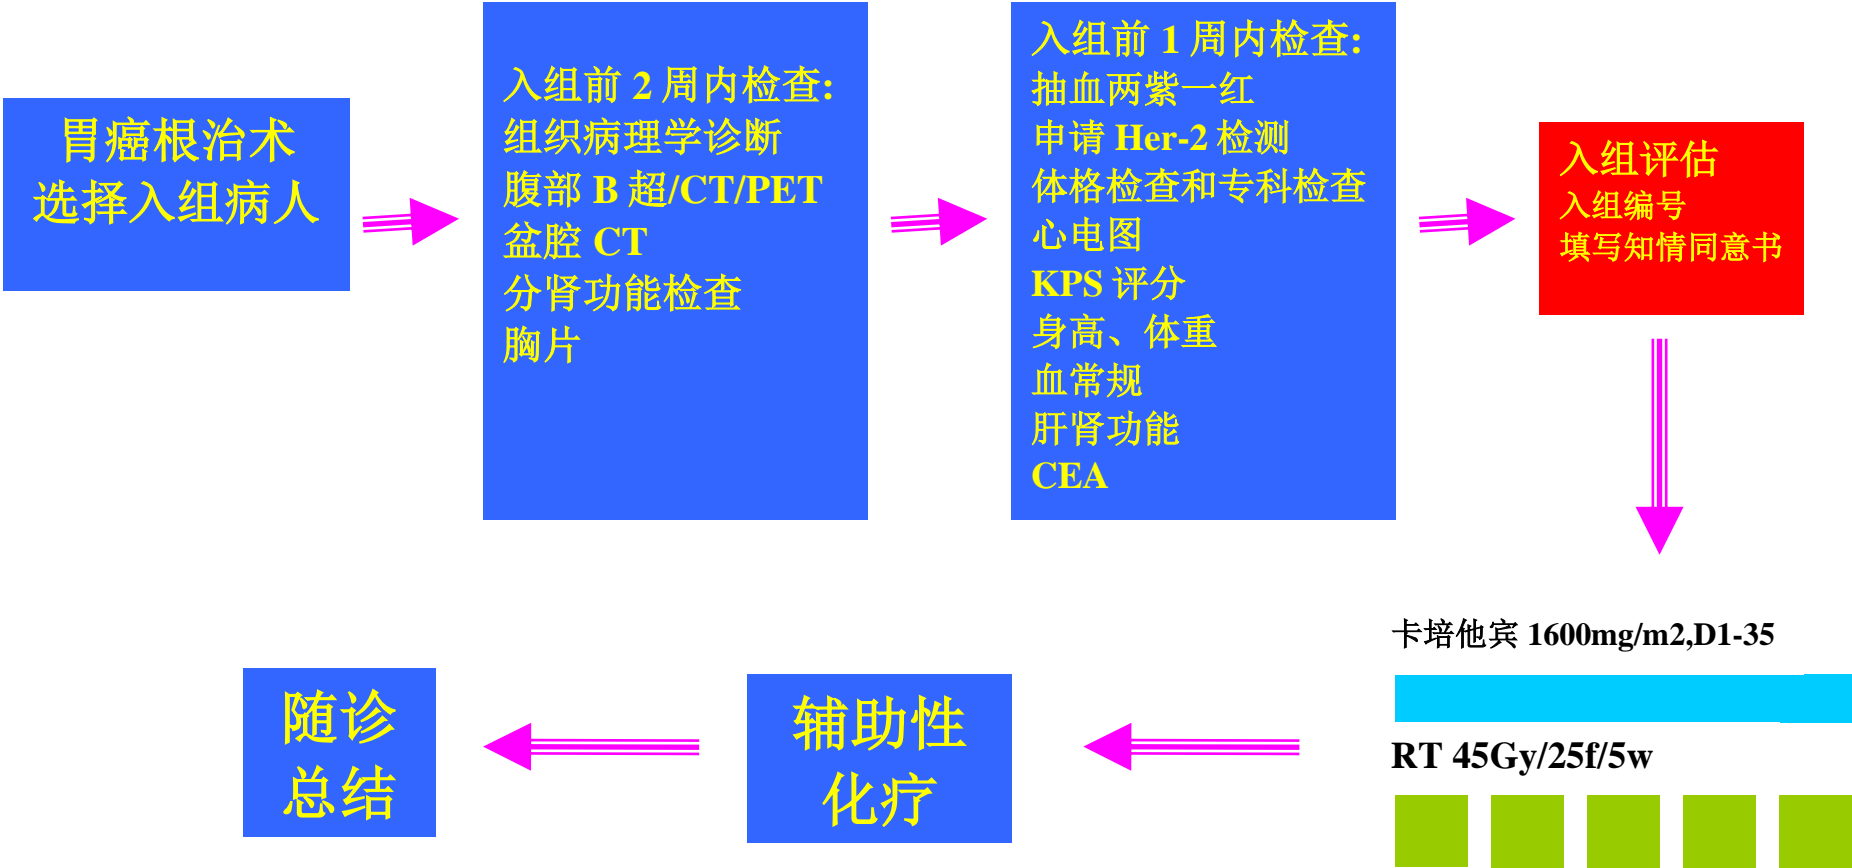 胃癌根治术
选择入组病人
入组前 2 周内检查:
组织病理学诊断
腹部 B 超/CT/PET
盆腔 CT
分肾功能检查
胸片
入组前 1 周内检查:
抽血两紫一红
申请 Her-2 检测
体格检查和专科检查
心电图
KPS 评分
身高、体重
血常规
肝肾功能
CEA
入组评估
入组编号
填写知情同意书
卡培他宾 1600mg/m2,D1-35
RT 45Gy/25f/5w
辅助性
化疗
随诊
总结